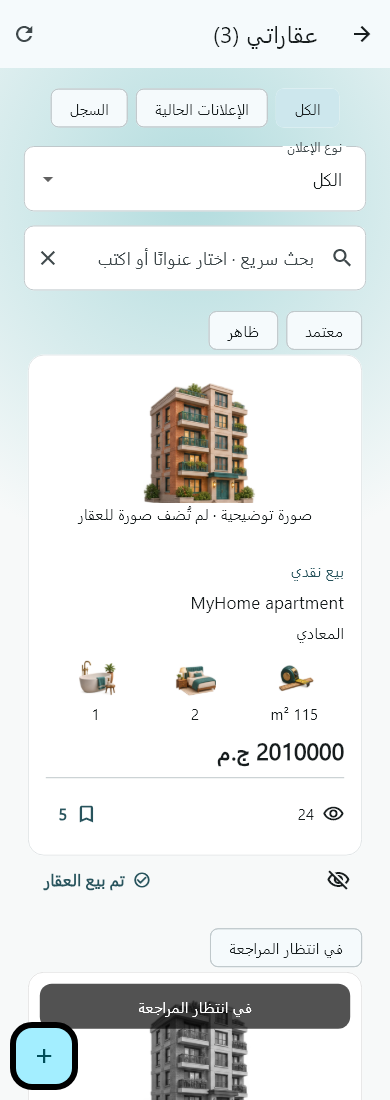 عقاراتي (3)
الكل
الإعلانات الحالية
السجل
نوع الإعلان
الكل
بحث سريع · اختار عنوانًا أو اكتب
معتمد
ظاهر
صورة توضيحية · لم تُضف صورة للعقار
بيع نقدي
MyHome apartment
المعادي
115 m²
2
1
2010000 ج.م
24
5
تم بيع العقار
في انتظار المراجعة
في انتظار المراجعة